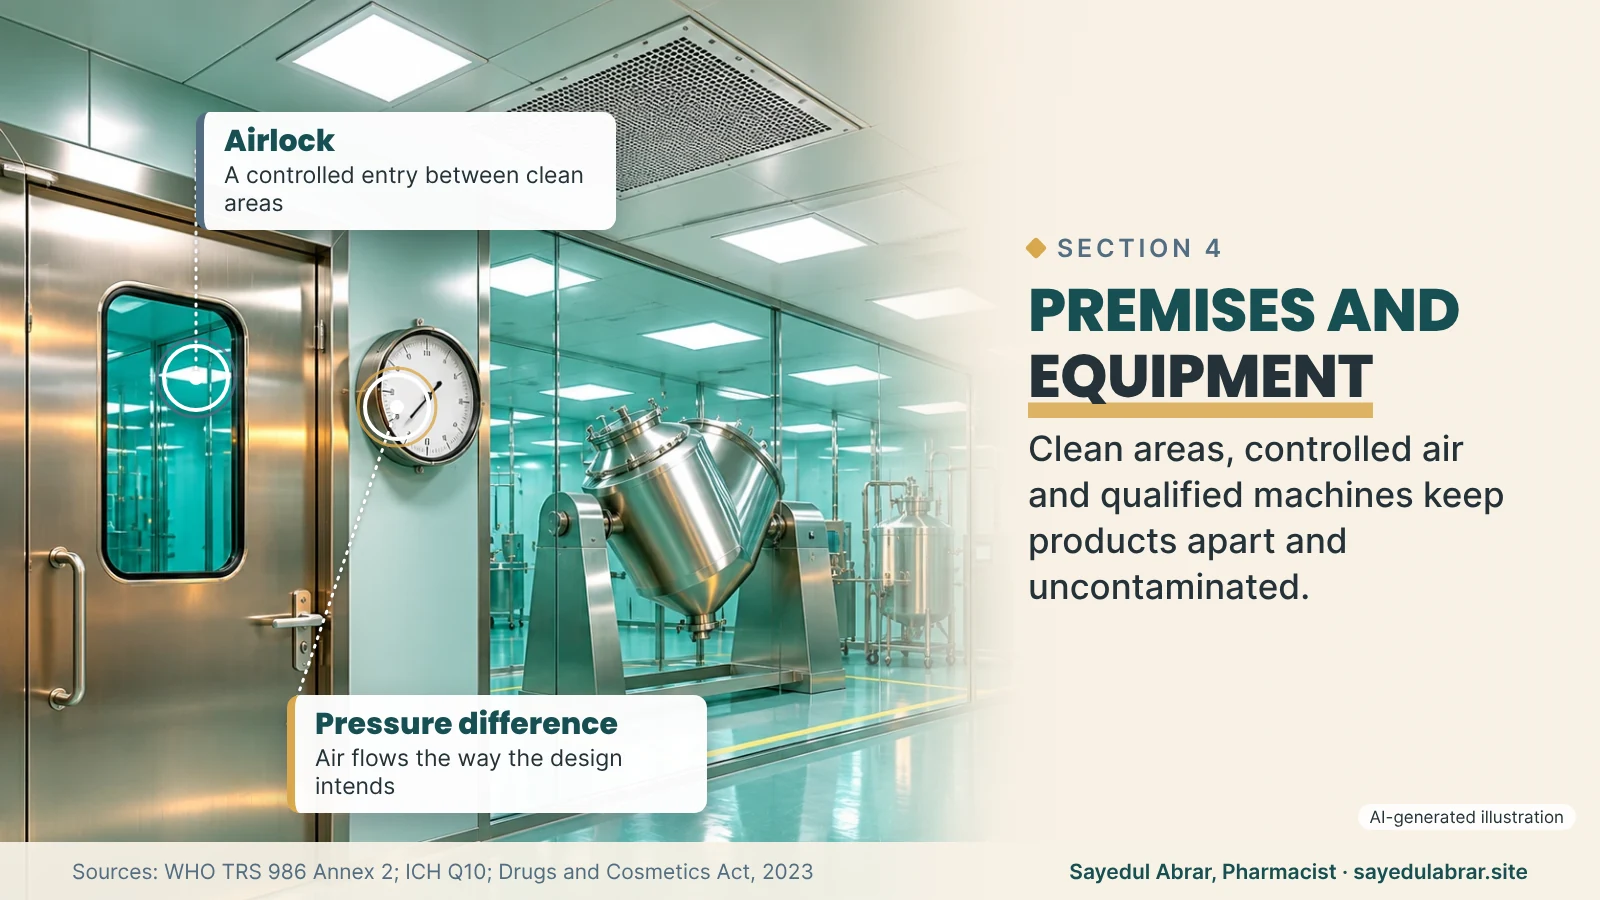 Airlock
A controlled entry between clean
areas
SECTION 4
PREMISES AND
EQUIPMENT
Clean areas, controlled air
and qualified machines keep
products apart and
uncontaminated.
Pressure difference
Air flows the way the design
intends
AI-generated illustration
Sources: WHO TRS 986 Annex 2; ICH Q10; Drugs and Cosmetics Act, 2023
Sayedul Abrar, Pharmacist · sayedulabrar.site